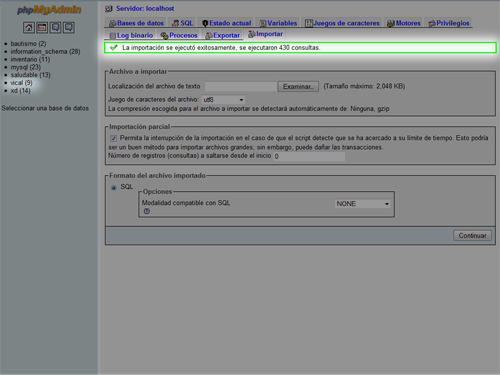 phpMyAdmin
bautismo (2)
information_schema (28)
inventario (11)
mysql (23)
saludable (13)
vical (9)
xd (14)
Seleccionar una base de datos
Servidor: localhost
Bases de datos SQL Estado actual Variables Juegos de caracteres Motores Privilegios
Log binario Procesos Exportar Importar
La importación se ejecutó exitosamente, se ejecutaron 430 consultas.
Archivo a importar
Localización del archivo de texto Examinar... (Tamaño máximo: 2,048 KB)
Juego de caracteres del archivo: utf8
La compresión escogida para el archivo a importar se detectará automáticamente de: Ninguna, gzip
Importación parcial
Permita la interrupción de la importación en el caso de que el script detecte que se ha acercado a su límite de tiempo. Esto podría
ser un buen método para importar archivos grandes; sin embargo, puede dañar las transacciones.
Número de registros (consultas) a saltarse desde el inicio 0
Formato del archivo importado
SQL
Opciones
Modalidad compatible con SQL NONE
Continuar